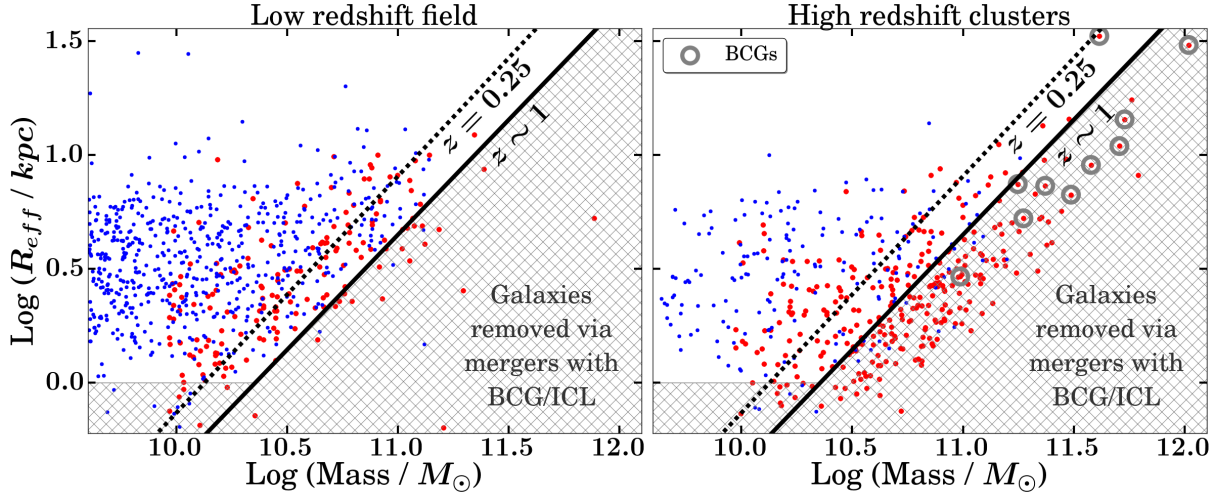 Low redshift field
High redshift clusters
1.5
1.0
0.5
0.0
Log (R_eff / kpc)
z = 0.25
z ~ 1
Galaxies
removed via
mergers with
BCG/ICL
10.0 10.5 11.0 11.5 12.0
Log (Mass / M_⊙)
BCGs
z = 0.25
z ~ 1
Galaxies
removed via
mergers with
BCG/ICL
10.0 10.5 11.0 11.5 12.0
Log (Mass / M_⊙)